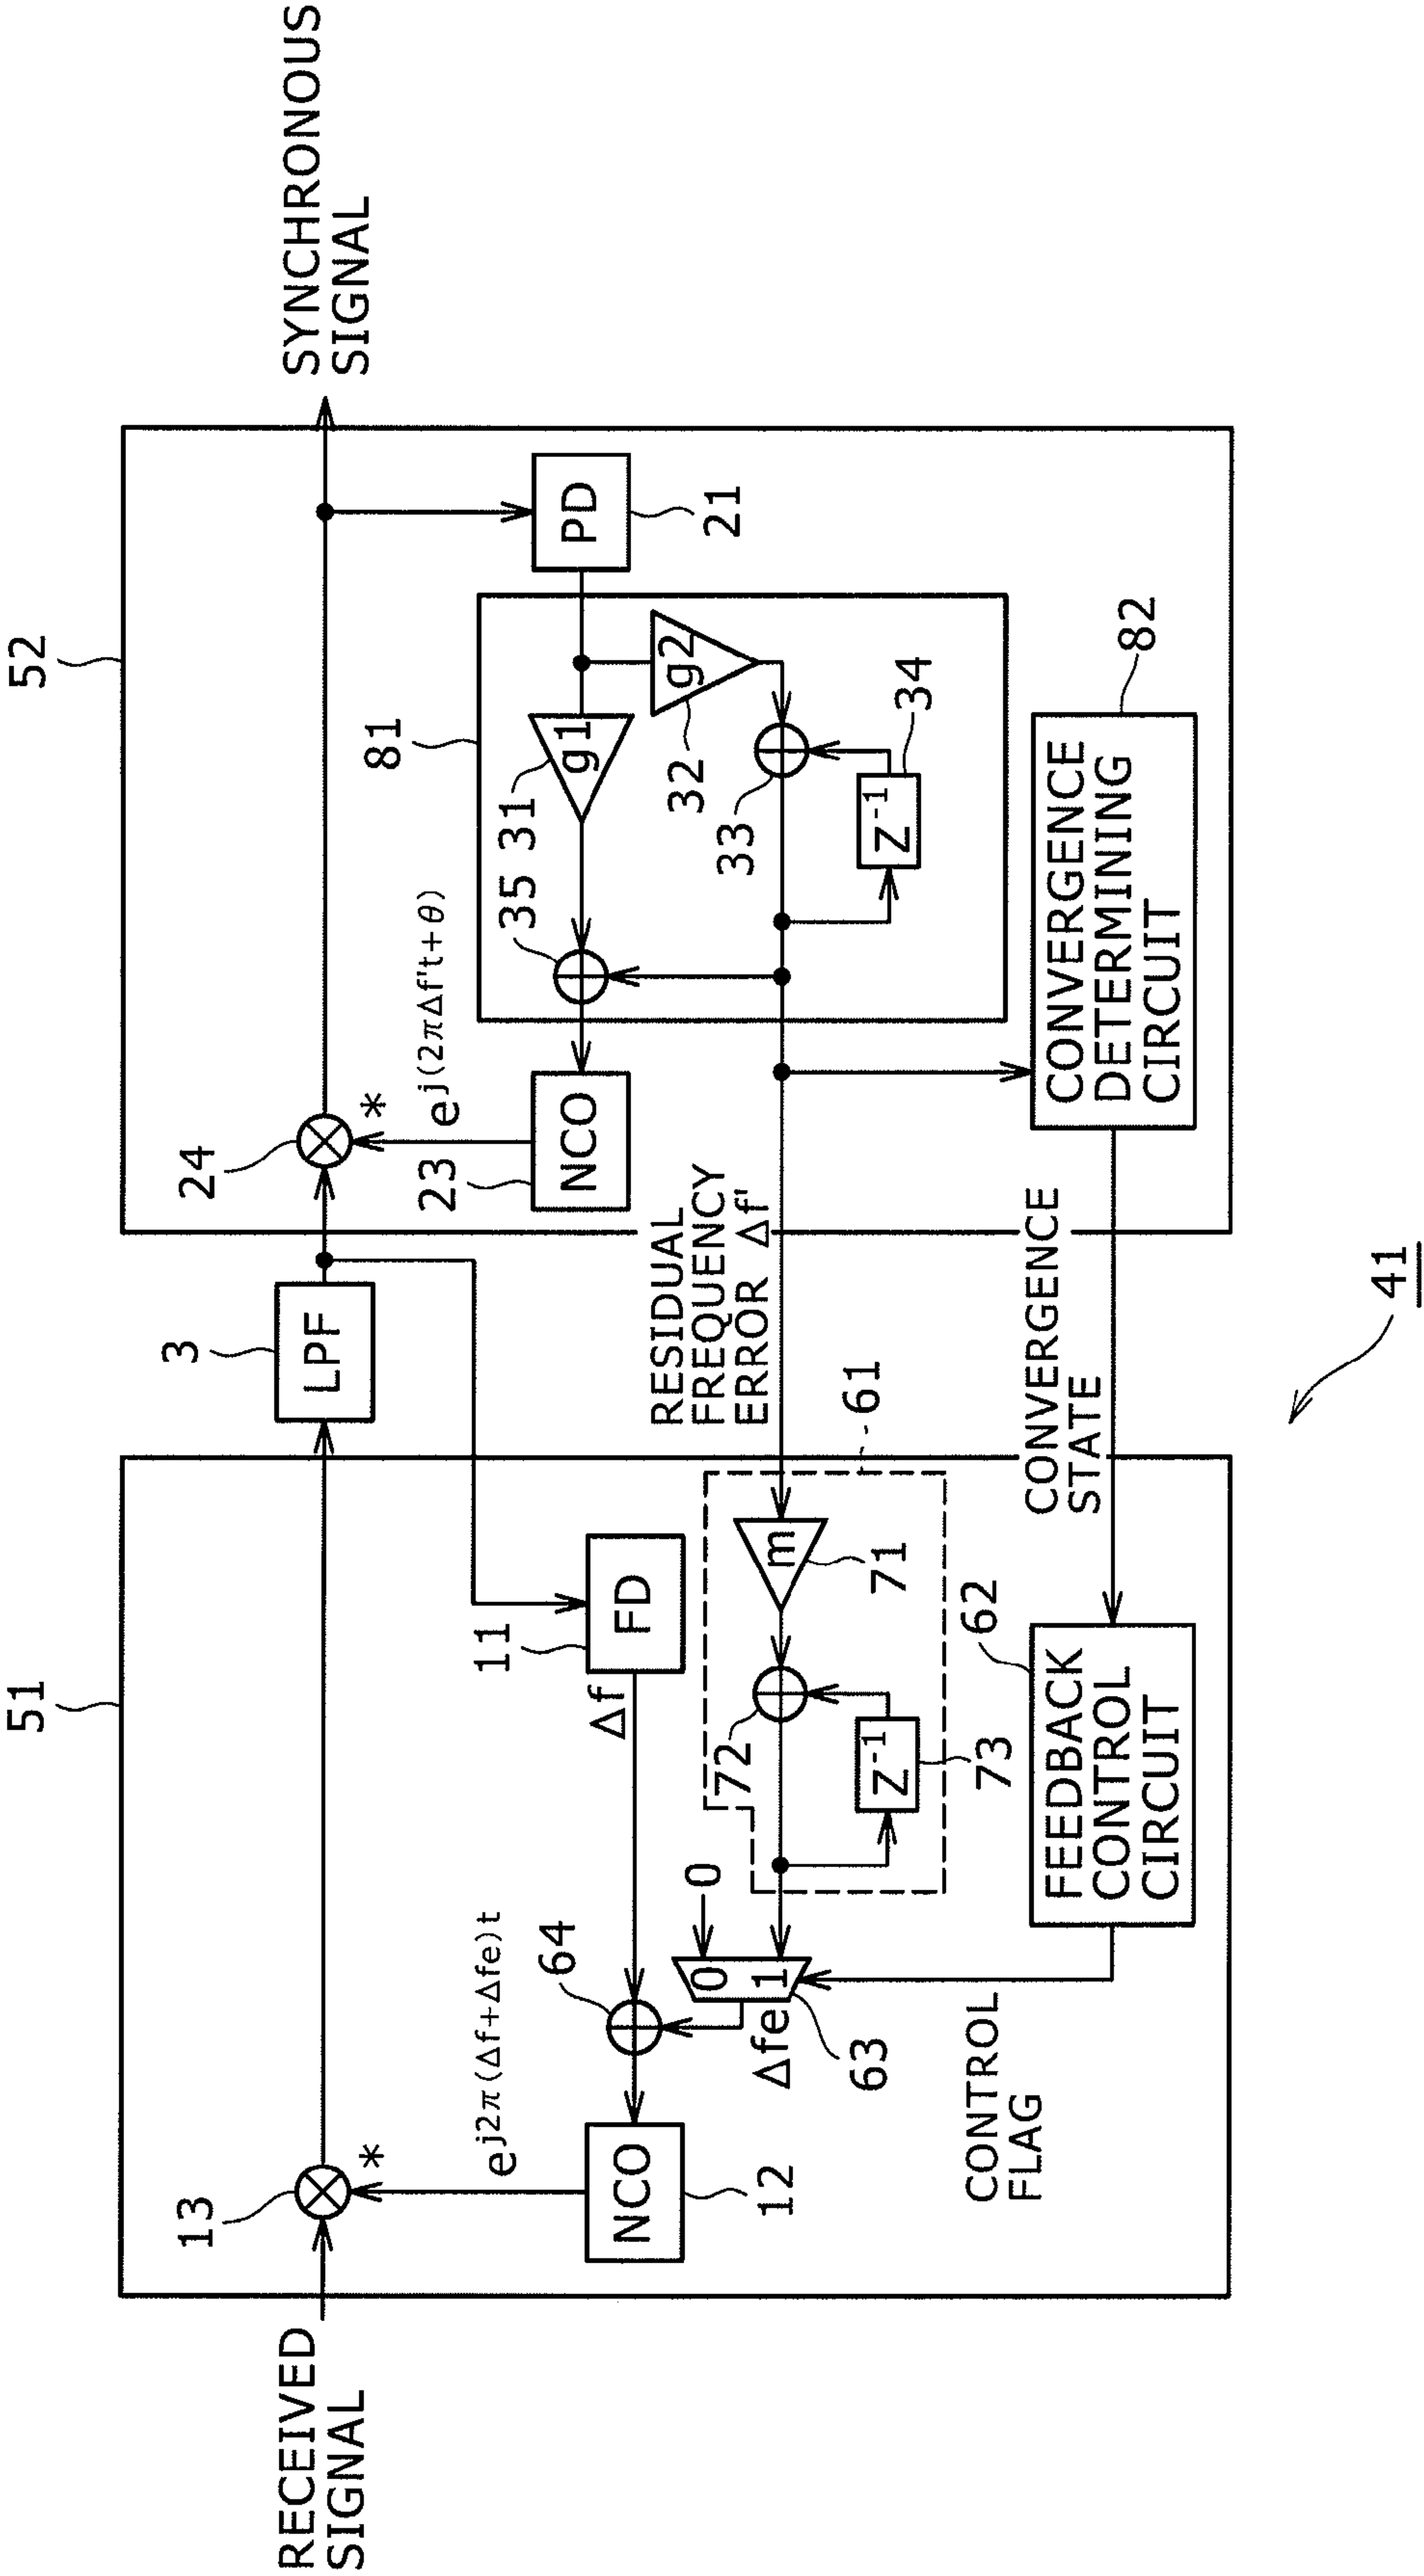 RECEIVED
SIGNAL
13
*
51
e^{j2π(Δf+Δfe)t}
NCO
12
64
Δf
11
FD
0
0
1
Δfe
63
CONTROL
FLAG
72
Z⁻¹
73
m
71
61
62
FEEDBACK
CONTROL
CIRCUIT
3
LPF
RESIDUAL
FREQUENCY
ERROR Δf'
CONVERGENCE
STATE
41
52
24
*
e^{j(2πΔf't+θ)}
23
NCO
81
35
31
g1
g2
32
33
Z⁻¹
34
PD
21
82
CONVERGENCE
DETERMINING
CIRCUIT
SYNCHRONOUS
SIGNAL